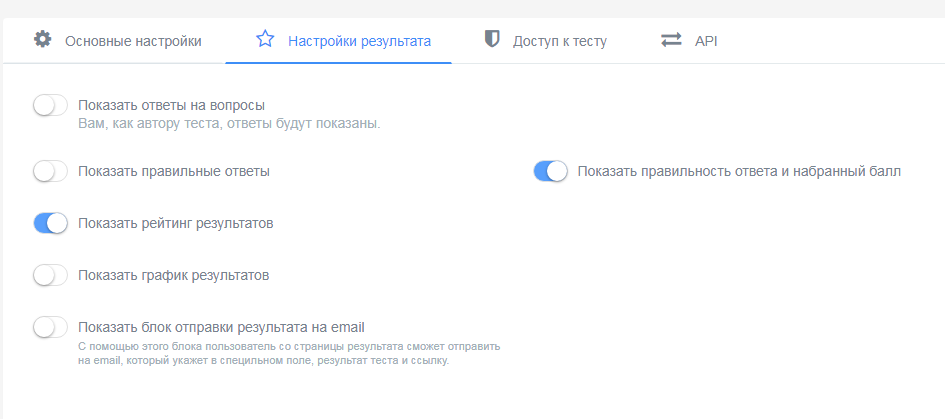 Основные настройки
Настройки результата
Доступ к тесту
API
Показать ответы на вопросы
Вам, как автору теста, ответы будут показаны.
Показать правильные ответы
Показать правильность ответа и набранный балл
Показать рейтинг результатов
Показать график результатов
Показать блок отправки результата на email
С помощью этого блока пользователь со страницы результата сможет отправить
на email, который укажет в специльном поле, результат теста и ссылку.